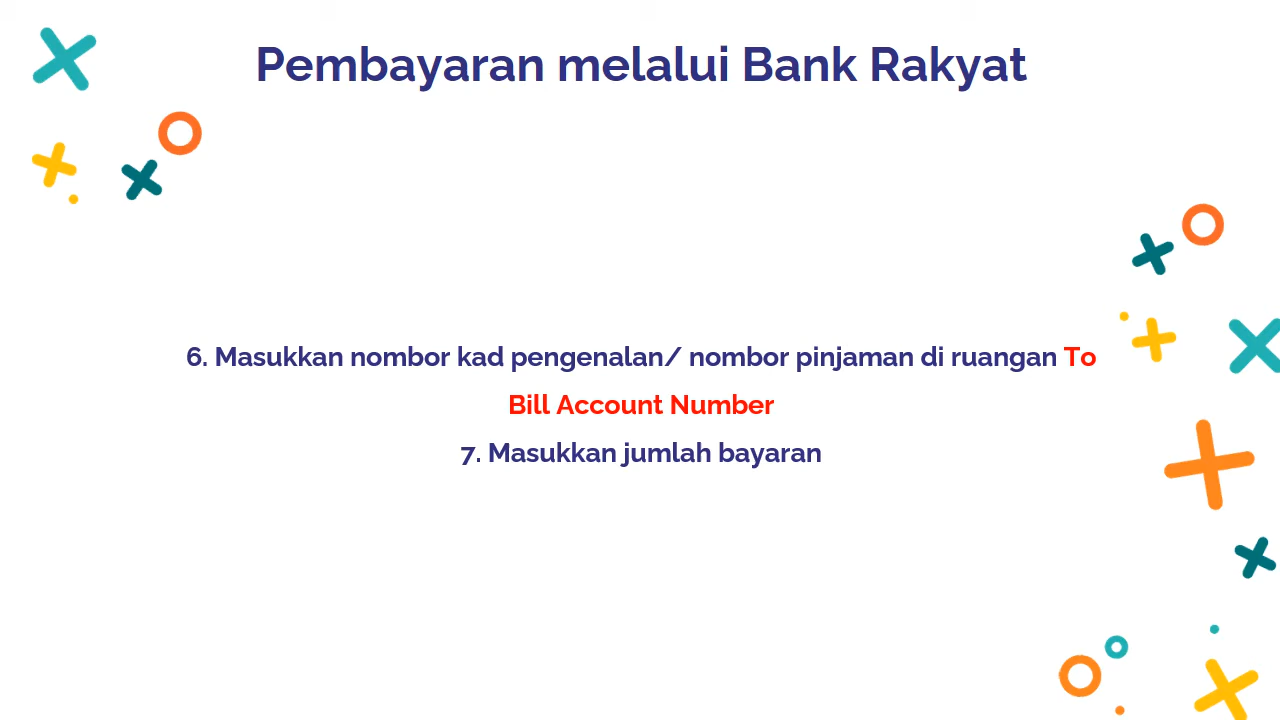 Pembayaran melalui Bank Rakyat
6. Masukkan nombor kad pengenalan/ nombor pinjaman di ruangan To
Bill Account Number
7. Masukkan jumlah bayaran